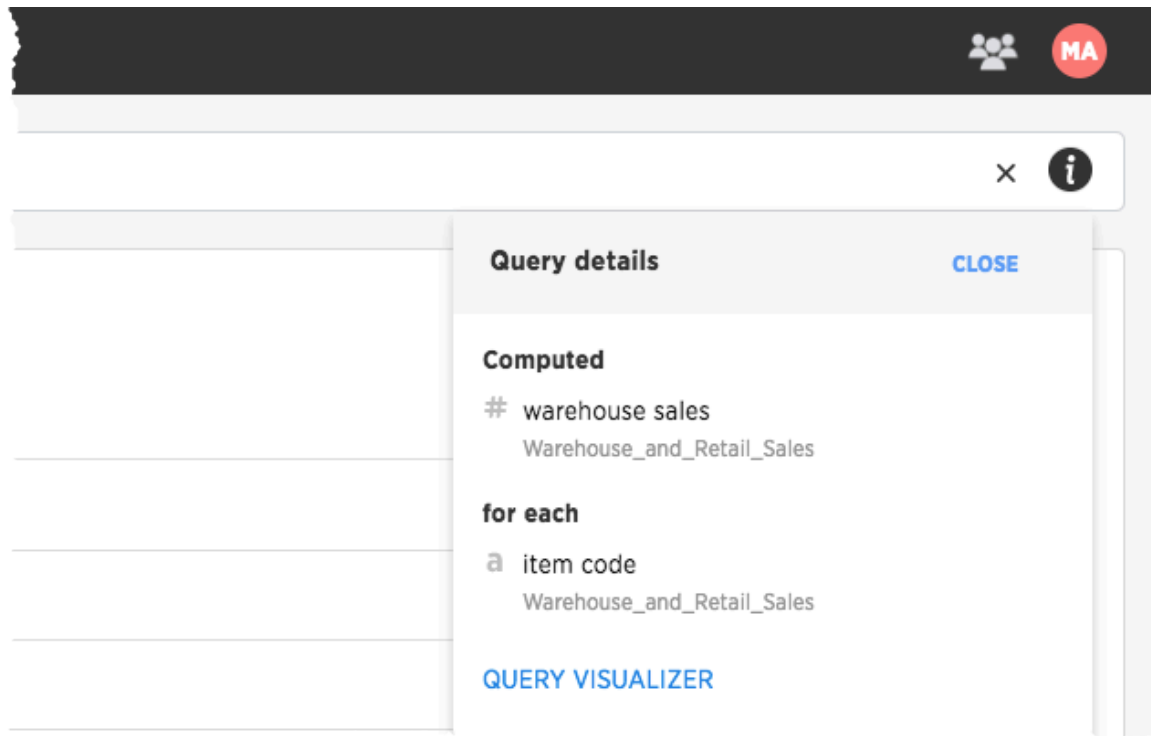 MA
Query details
CLOSE
Computed
# warehouse sales
Warehouse_and_Retail_Sales
for each
a item code
Warehouse_and_Retail_Sales
QUERY VISUALIZER